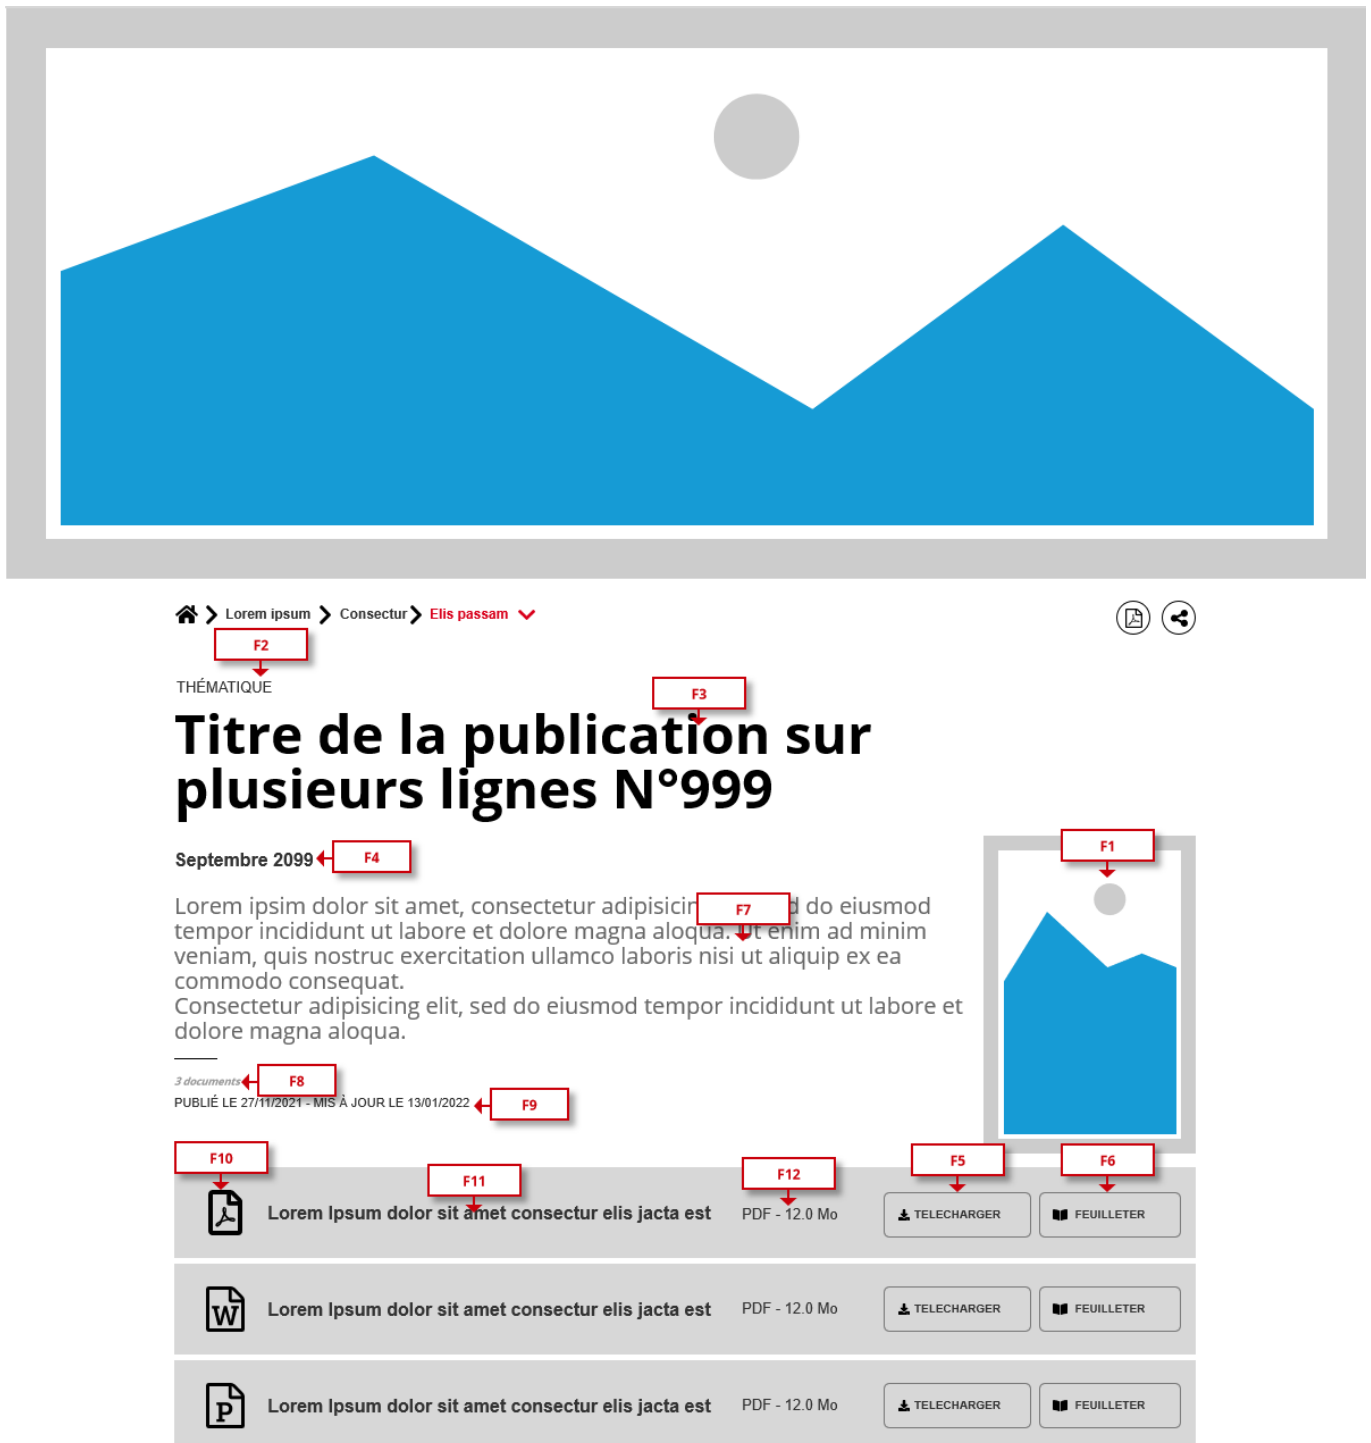 Lorem ipsum Consectur Elis passam
F2
THÉMATIQUE
F3
Titre de la publication sur
plusieurs lignes N°999
F1
Septembre 2099 F4
Lorem ipsim dolor sit amet, consectetur do eiusmod
F7
tempor incididunt ut labore et dolore magna aloqua. Ut enim ad minim
veniam, quis nostruc exercitation ullamco laboris nisi ut aliquip ex ea
commodo consequat.
Consectetur adipisicing elit, sed do eiusmod tempor incididunt ut labore et
dolore magna aloqua.
3 documents F8
PUBLIÉ LE 27/11/2021 - MIS À JOUR LE 13/01/2022 F9
F10 F11 F12 F5 F6
Lorem Ipsum dolor sit amet consectur elis jacta est PDF - 12.0 Mo TELECHARGER FEUILLETER
W Lorem Ipsum dolor sit amet consectur elis jacta est PDF - 12.0 Mo TELECHARGER FEUILLETER
P Lorem Ipsum dolor sit amet consectur elis jacta est PDF - 12.0 Mo TELECHARGER FEUILLETER